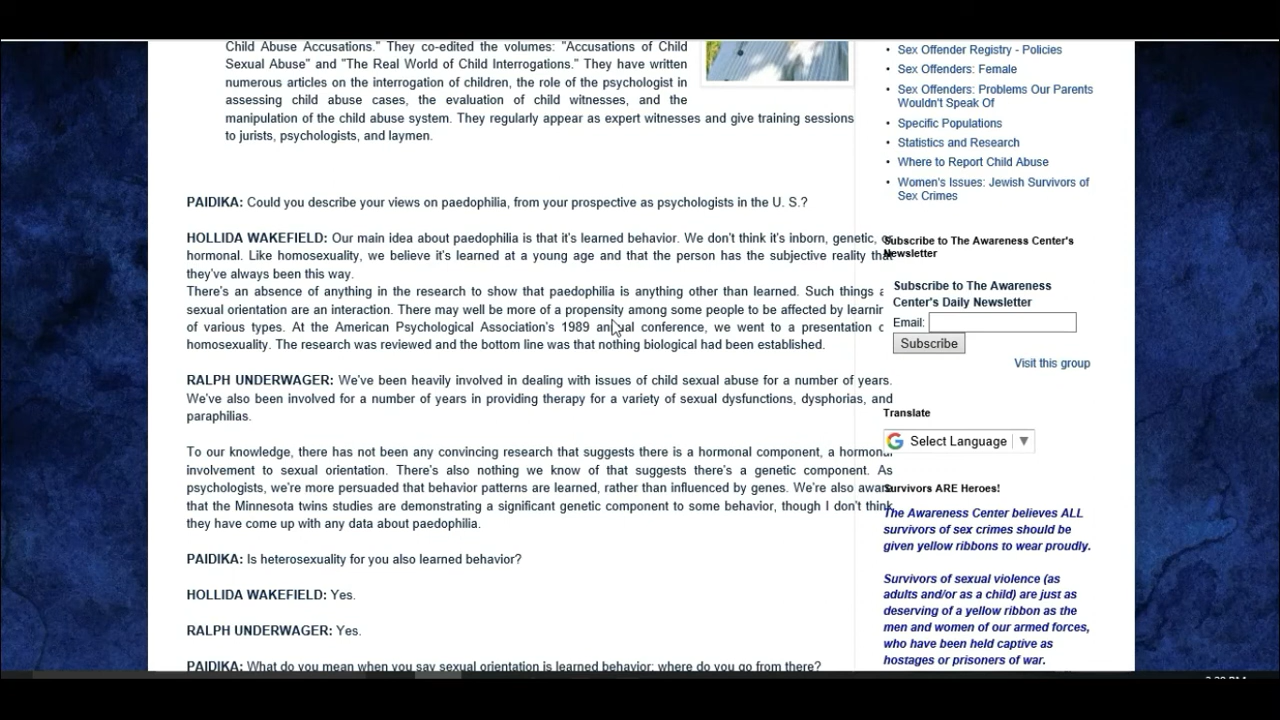 Child Abuse Accusations." They co-edited the volumes: "Accusations of Child
Sexual Abuse" and "The Real World of Child Interrogations." They have written
numerous articles on the interrogation of children, the role of the psychologist in
assessing child abuse cases, the evaluation of child witnesses, and the
manipulation of the child abuse system. They regularly appear as expert witnesses and give training sessions
to jurists, psychologists, and laymen.
PAIDIKA: Could you describe your views on paedophilia, from your prospective as psychologists in the U. S.?
HOLLIDA WAKEFIELD: Our main idea about paedophilia is that it's learned behavior. We don't think it's inborn, genetic,
hormonal. Like homosexuality, we believe it's learned at a young age and that the person has the subjective reality that
they've always been this way.
There's an absence of anything in the research to show that paedophilia is anything other than learned. Such things
sexual orientation are an interaction. There may well be more of a propensity among some people to be affected by
of various types. At the American Psychological Association's 1989 conference, we went to a presentation
homosexuality. The research was reviewed and the bottom line was that nothing biological had been established.
RALPH UNDERWAGER: We've been heavily involved in dealing with issues of child sexual abuse for a number of years.
We've also been involved for a number of years in providing therapy for a variety of sexual dysfunctions, dysphorias, and
paraphilias.
To our knowledge, there has not been any convincing research that suggests there is a hormonal component, a
involvement to sexual orientation. There's also nothing we know of that suggests there's a genetic component. As
psychologists, we're more persuaded that behavior patterns are learned, rather than influenced by genes. We're also
that the Minnesota twins studies are demonstrating a significant genetic component to some behavior, though I don't think
they have come up with any data about paedophilia.
PAIDIKA: Is heterosexuality for you also learned behavior?
HOLLIDA WAKEFIELD: Yes.
RALPH UNDERWAGER: Yes.
PAIDIKA: What do you mean when you say sexual orientation is learned behavior; where do you go from there?
Sex Offender Registry - Policies
Sex Offenders: Female
Sex Offenders: Problems Our Parents
Wouldn't Speak Of
Specific Populations
Statistics and Research
Where to Report Child Abuse
Women's Issues: Jewish Survivors of
Sex Crimes
Subscribe to The Awareness Center's
Newsletter
Subscribe to The Awareness
Center's Daily Newsletter
Email:
Subscribe
Visit this group
Translate
Select Language
Survivors ARE Heroes!
The Awareness Center believes ALL
survivors of sex crimes should be
given yellow ribbons to wear proudly.
Survivors of sexual violence (as
adults and/or as a child) are just as
deserving of a yellow ribbon as the
men and women of our armed forces,
who have been held captive as
hostages or prisoners of war.